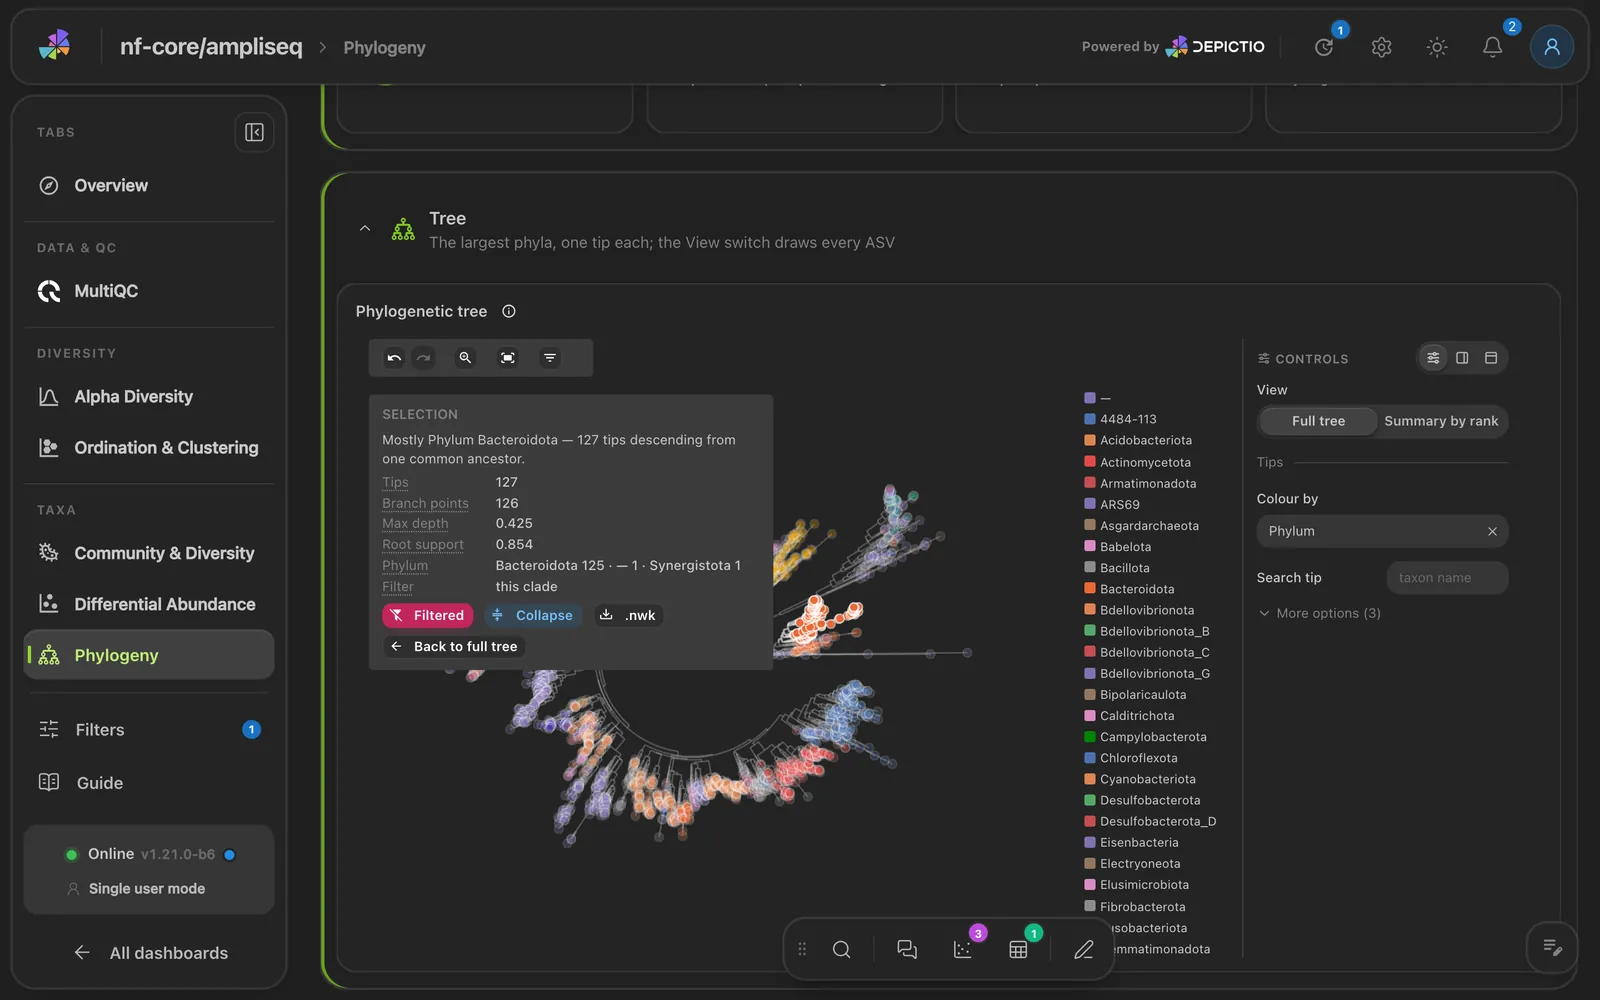 nf-core/ampliseq
Phylogeny
Powered by
DEPICTIO
1
2
TABS
Overview
DATA & QC
MultiQC
DIVERSITY
Alpha Diversity
Ordination & Clustering
TAXA
Community & Diversity
Differential Abundance
Phylogeny
Filters
1
Guide
Online v1.21.0-b6
Single user mode
All dashboards
Tree
The largest phyla, one tip each; the View switch draws every ASV
Phylogenetic tree
SELECTION
Mostly Phylum Bacteroidota — 127 tips descending from
one common ancestor.
Tips 127
Branch points 126
Max depth 0.425
Root support 0.854
Phylum Bacteroidota 125 · — 1 · Synergistota 1
Filter this clade
Filtered
Collapse
.nwk
Back to full tree
—
4484-113
Acidobacteriota
Actinomycetota
Armatimonadota
ARS69
Asgardarchaeota
Babelota
Bacillota
Bacteroidota
Bdellovibrionota
Bdellovibrionota_B
Bdellovibrionota_C
Bdellovibrionota_G
Bipolaricaulota
Calditrichota
Campylobacterota
Chloroflexota
Cyanobacteriota
Desulfobacterota
Desulfobacterota_D
Eisenbacteria
Electryoneota
Elusimicrobiota
Fibrobacterota
usobacteriota
emmatimonadota
CONTROLS
View
Full tree
Summary by rank
Tips
Colour by
Phylum
Search tip
taxon name
More options (3)
3
1